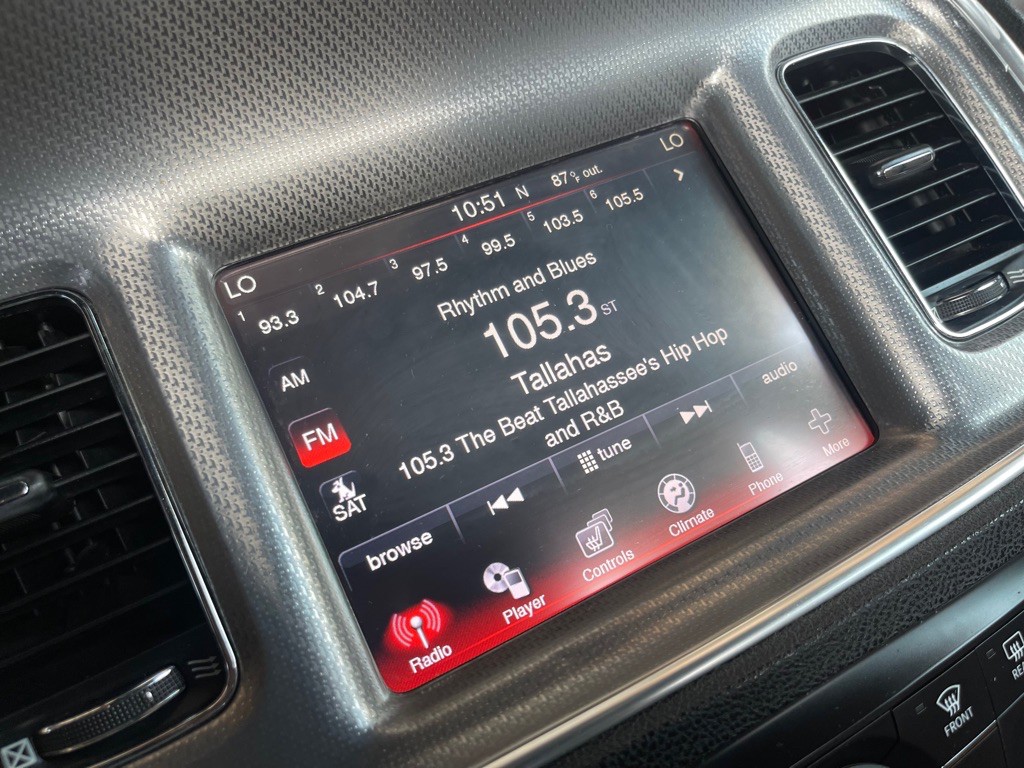 LO 10:51 N 87°F out. LO
1 93.3 2 104.7 3 97.5 4 99.5 5 103.5 6 105.5
Rhythm and Blues
AM
105.3 ST
Tallahas
FM
105.3 The Beat Tallahassee's Hip Hop
and R&B
SAT
browse tune audio
Radio Player Controls Climate Phone More
FRONT